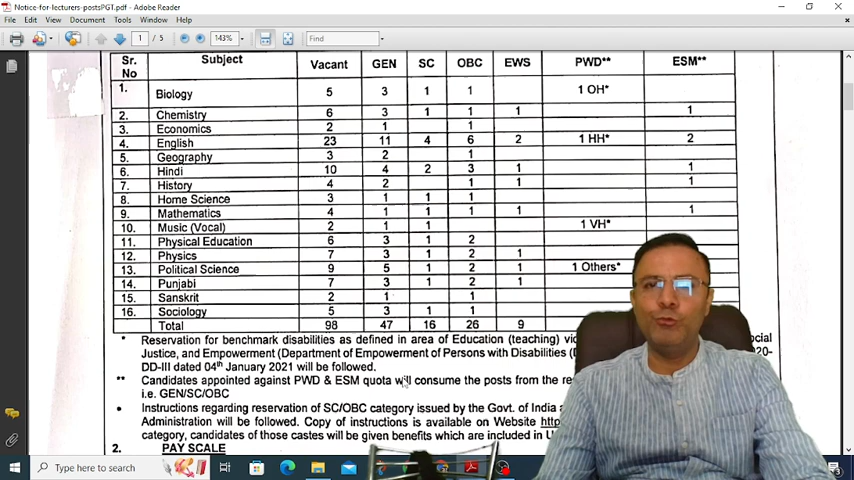 Notice-for-lecturers-postsPGT.pdf - Adobe Reader
File Edit View Document Tools Window Help
1 / 5 143% Find
Sr. No Subject Vacant GEN SC OBC EWS PWD** ESM**
1. Biology 5 3 1 1 1 OH*
2. Chemistry 6 3 1 1 1 1
3. Economics 2 1 1
4. English 23 11 4 6 2 1 HH* 2
5. Geography 3 2 1
6. Hindi 10 4 2 3 1 1
7. History 4 2 1 1 1
8. Home Science 3 1 1 1
9. Mathematics 4 1 1 1 1 1
10. Music (Vocal) 2 1 1 1 VH*
11. Physical Education 6 3 1 2
12. Physics 7 3 1 2 1
13. Political Science 9 5 1 2 1 1 Others*
14. Punjabi 7 3 1 2 1
15. Sanskrit 2 1 1
16. Sociology 5 3 1 1
Total 98 47 16 26 9
* Reservation for benchmark disabilities as defined in area of Education (teaching) ocial
Justice, and Empowerment (Department of Empowerment of Persons with Disabilities 2020-
DD-III dated 04th January 2021 will be followed.
** Candidates appointed against PWD & ESM quota will consume the posts from the
i.e. GEN/SC/OBC
• Instructions regarding reservation of SC/OBC category issued by the Govt. of India
Administration will be followed. Copy of instructions is available on Website http
category, candidates of those castes will be given benefits which are included in
2. PAY SCALE
Type here to search
3